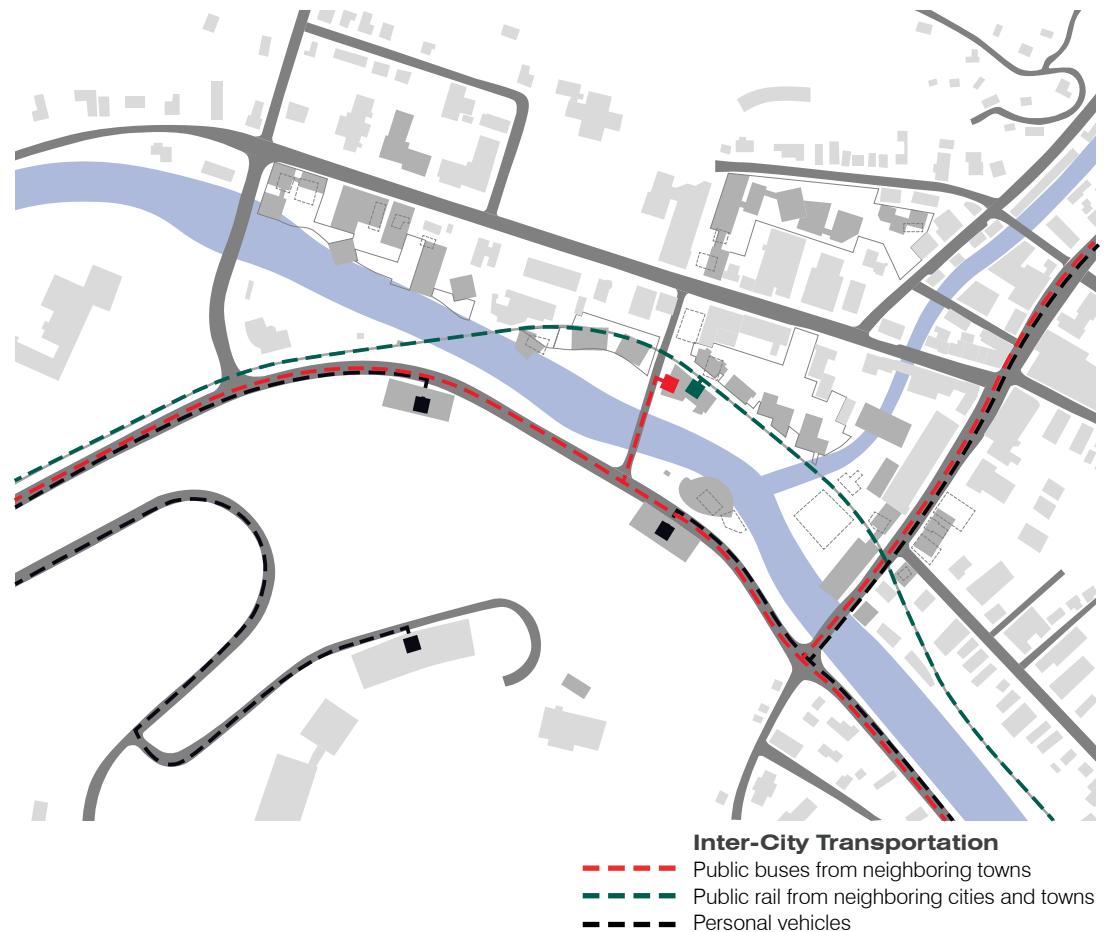 Inter-City Transportation
Public buses from neighboring towns
Public rail from neighboring cities and towns
Personal vehicles